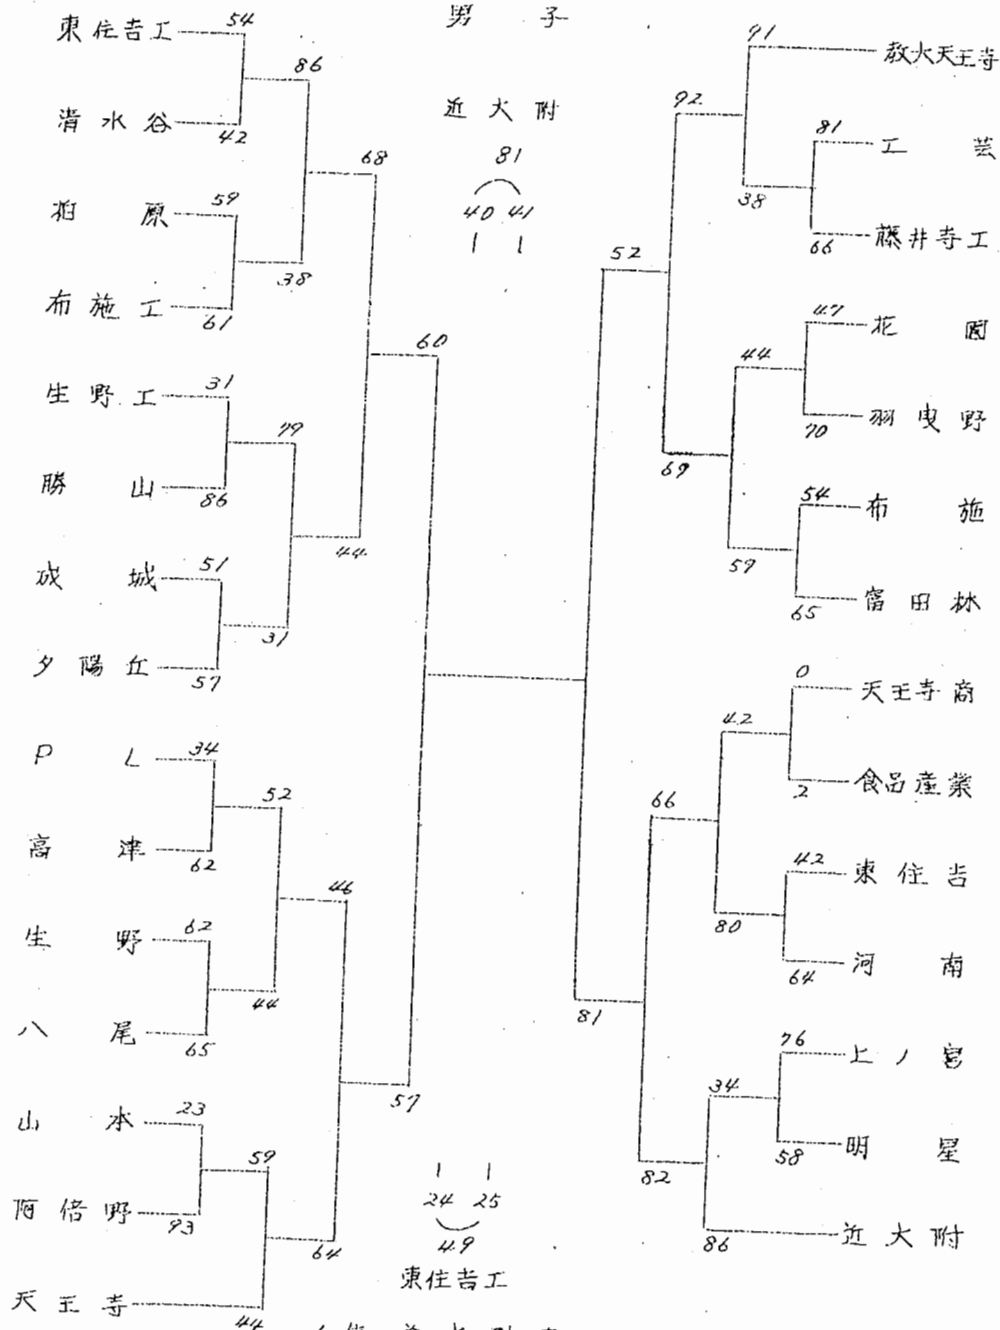 男 子
近大附
81
40 41
東住吉工 54
清水谷 42
86
柏原 59
布施工 61
38
68
生野工 31
勝山 86
79
砹城 51
夕陽丘 57
31
44
60
PL 34
高津 62
52
生野 62
八尾 65
44
46
山本 23
阿倍野 93
59
天王寺 44
64
57
91 教大天王寺
81 工芸
66 藤井寺工
38
92
47 花園
70 羽曳野
44
54 布施
65 富田林
59
69
52
0 天王寺商
2 食品産業
42
42 東住吉
64 河南
80
66
76 上ノ宮
58 明星
34
86 近大附
82
81
24 25
49
東住吉工